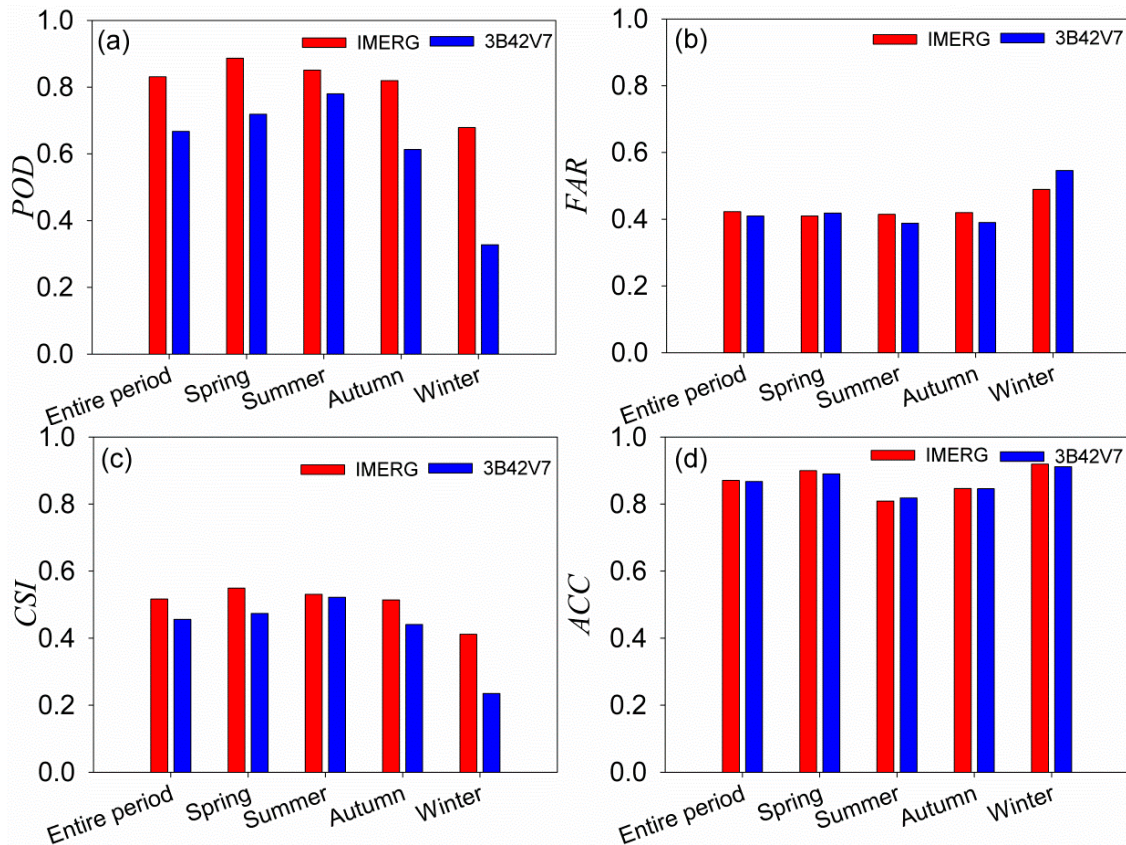 (a)
IMERG 3B42V7
1.0
0.8
0.6
0.4
0.2
0.0
POD
Entire period Spring Summer Autumn Winter
(b)
IMERG 3B42V7
1.0
0.8
0.6
0.4
0.2
0.0
FAR
Entire period Spring Summer Autumn Winter
(c)
IMERG 3B42V7
1.0
0.8
0.6
0.4
0.2
0.0
CSI
Entire period Spring Summer Autumn Winter
(d)
IMERG 3B42V7
1.0
0.8
0.6
0.4
0.2
0.0
ACC
Entire period Spring Summer Autumn Winter